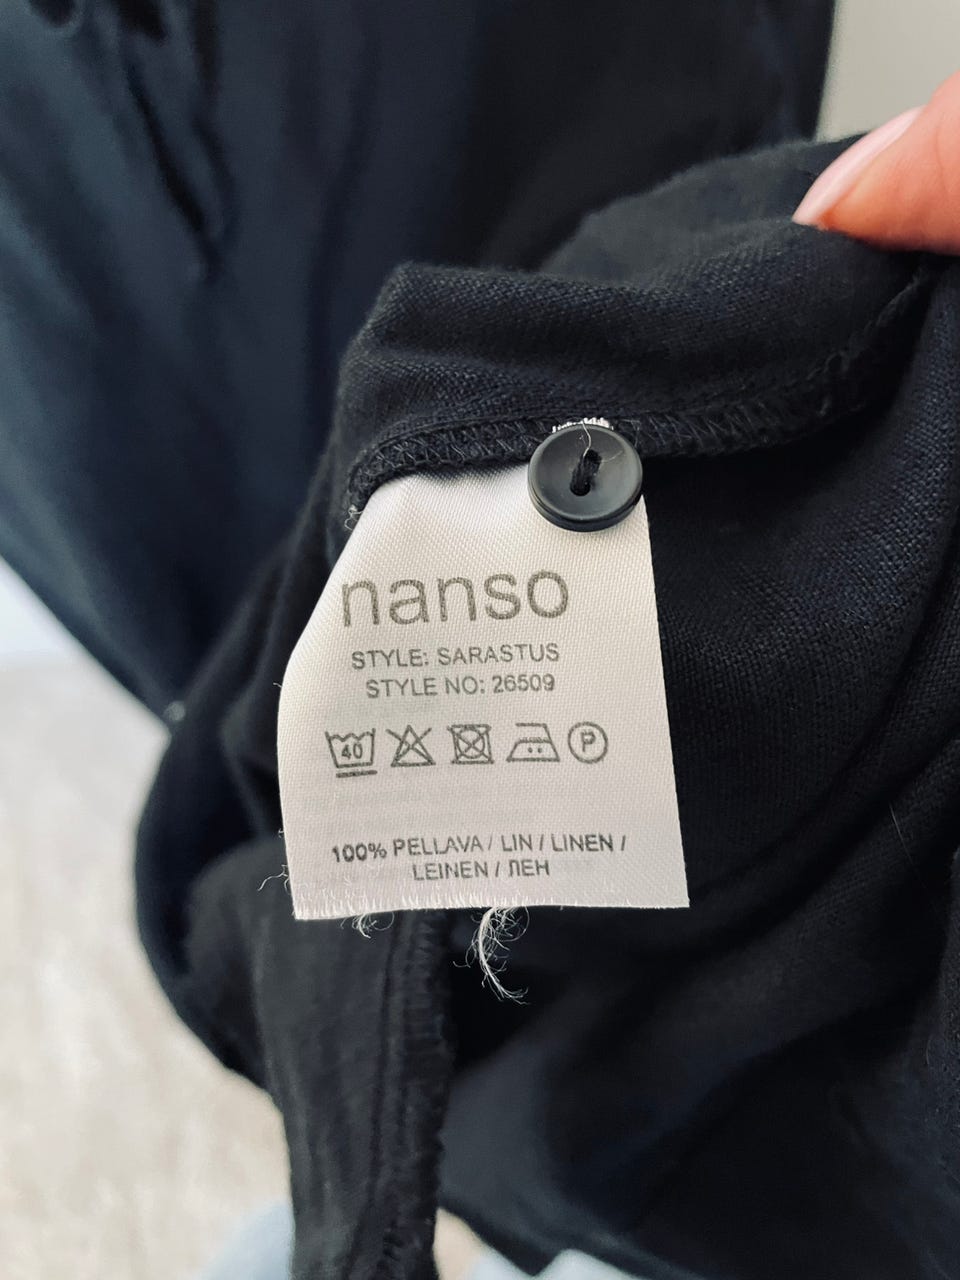 nanso
STYLE: SARASTUS
STYLE NO: 26509
40 P
100% PELLAVA / LIN / LINEN /
LEINEN / ЛЕН